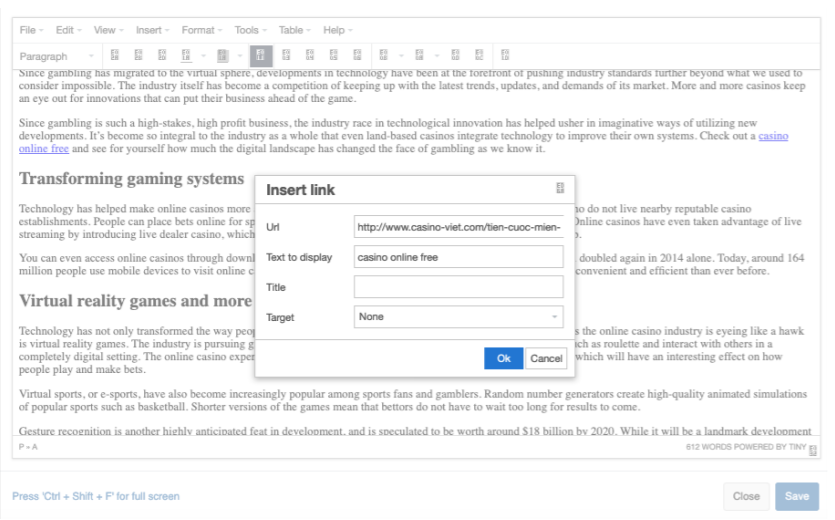 File Edit View Insert Format Tools Table Help
Paragraph
Since gambling has migrated to the virtual sphere, developments in technology have been at the forefront of pushing industry standards further beyond what we used to
consider impossible. The industry itself has become a competition of keeping up with the latest trends, updates, and demands of its market. More and more casinos keep
an eye out for innovations that can put their business ahead of the game.
Since gambling is such a high-stakes, high profit business, the industry race in technological innovation has helped usher in imaginative ways of utilizing new
developments. It's become so integral to the industry as a whole that even land-based casinos integrate technology to improve their own systems. Check out a casino
online free and see for yourself how much the digital landscape has changed the face of gambling as we know it.
Transforming gaming systems
Technology has helped make online casinos more
no do not live nearby reputable casino
establishments. People can place bets online for sp
Online casinos have even taken advantage of live
streaming by introducing live dealer casino, which
You can even access online casinos through downl
doubled again in 2014 alone. Today, around 164
million people use mobile devices to visit online c
convenient and efficient than ever before.
Virtual reality games and more
Technology has not only transformed the way peop
s the online casino industry is eyeing like a hawk
is virtual reality games. The industry is pursuing g
ch as roulette and interact with others in a
completely digital setting. The online casino exper
which will have an interesting effect on how
people play and make bets.
Insert link
Url
http://www.casino-viet.com/tien-cuoc-mien-
Text to display
casino online free
Title
Target
None
Ok Cancel
Virtual sports, or e-sports, have also become increasingly popular among sports fans and gamblers. Random number generators create high-quality animated simulations
of popular sports such as basketball. Shorter versions of the games mean that bettors do not have to wait too long for results to come.
Gesture recognition is another highly anticipated feat in development, and is speculated to be worth around $18 billion by 2020. While it will be a landmark development
P » A
612 WORDS POWERED BY TINY
Press 'Ctrl + Shift + F' for full screen
Close Save